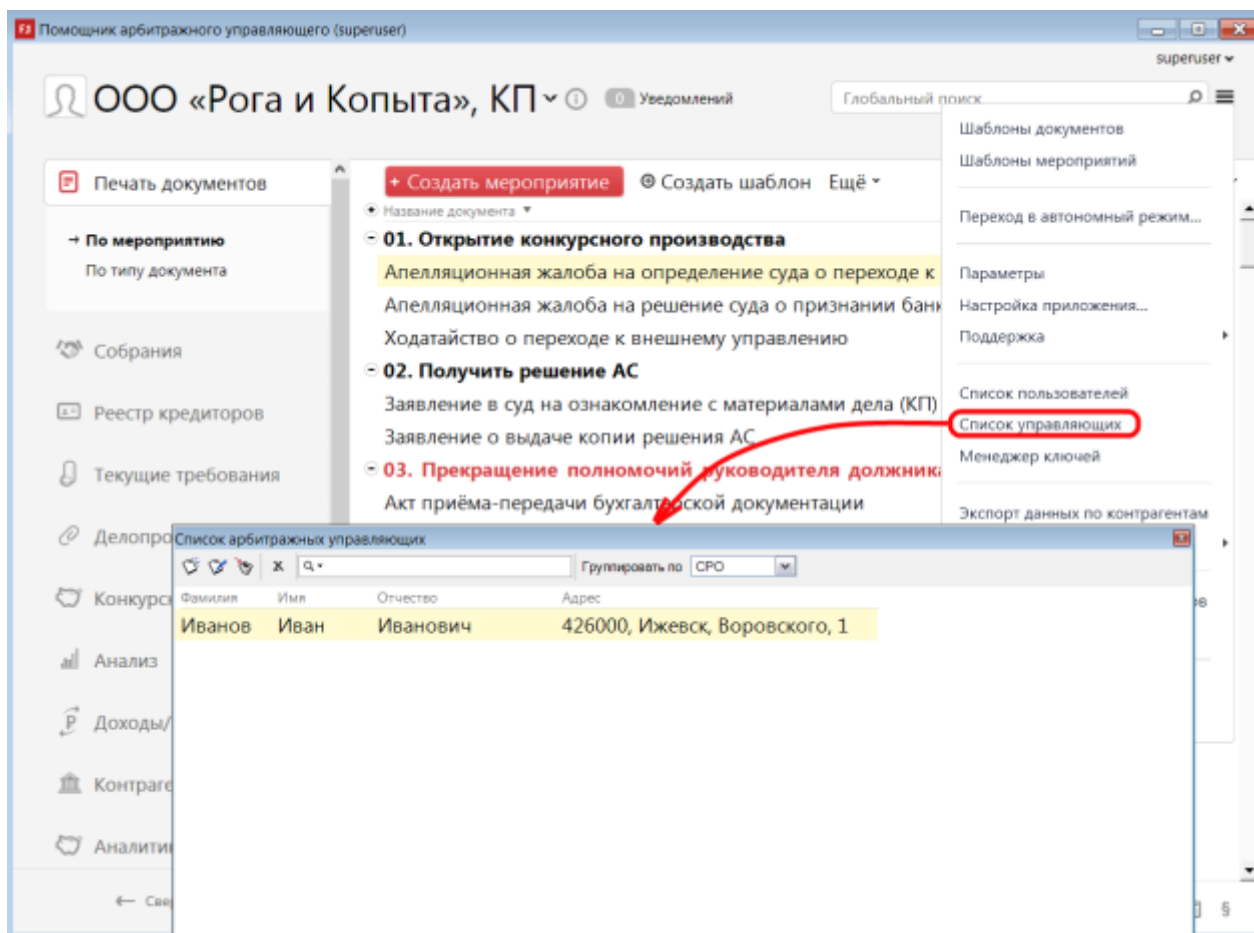 Помощник арбитражного управляющего (superuser)
superuser
ООО «Рога и Копыта», КП
0 Уведомлений
Глобальный поиск
Шаблоны документов
Шаблоны мероприятий
Переход в автономный режим...
Параметры
Настройка приложения...
Поддержка
Список пользователей
Список управляющих
Менеджер ключей
Экспорт данных по контрагентам
Печать документов
→ По мероприятию
По типу документа
Собрания
Реестр кредиторов
Текущие требования
Делопро
Конкурс
Анализ
Доходы/
Контраге
Аналити
← Све
+ Создать мероприятие
Создать шаблон
Ещё
Название документа
01. Открытие конкурсного производства
Апелляционная жалоба на определение суда о переходе к
Апелляционная жалоба на решение суда о признании бан
Ходатайство о переходе к внешнему управлению
02. Получить решение АС
Заявление в суд на ознакомление с материалами дела (КП)
Заявление о выдаче копии решения АС
03. Прекращение полномочий руководителя должника
Акт приёма-передачи бухгалтерской документации
Список арбитражных управляющих
Группировать по СРО
Фамилия Имя Отчество Адрес
Иванов Иван Иванович 426000, Ижевск, Воровского, 1
§